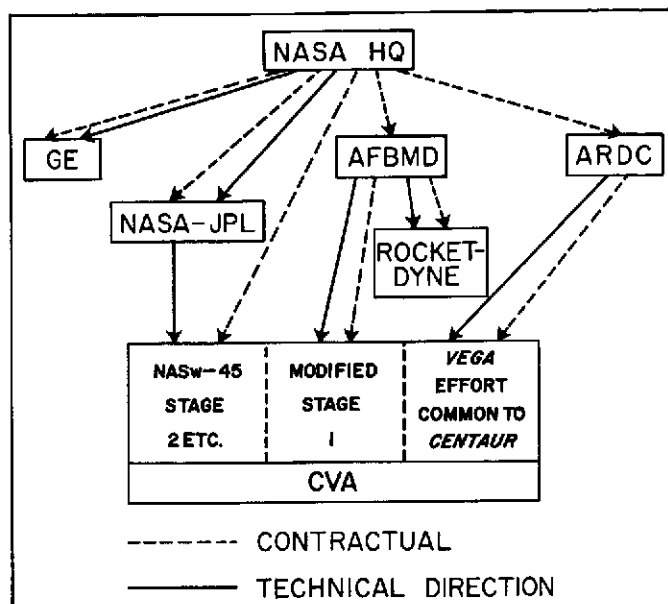 NASA HQ
GE
AFBMD
ARDC
NASA-JPL
ROCKET-
DYNE
NASw-45
STAGE
2 ETC.
MODIFIED
STAGE
1
VEGA
EFFORT
COMMON TO
CENTAUR
CVA
CONTRACTUAL
TECHNICAL DIRECTION